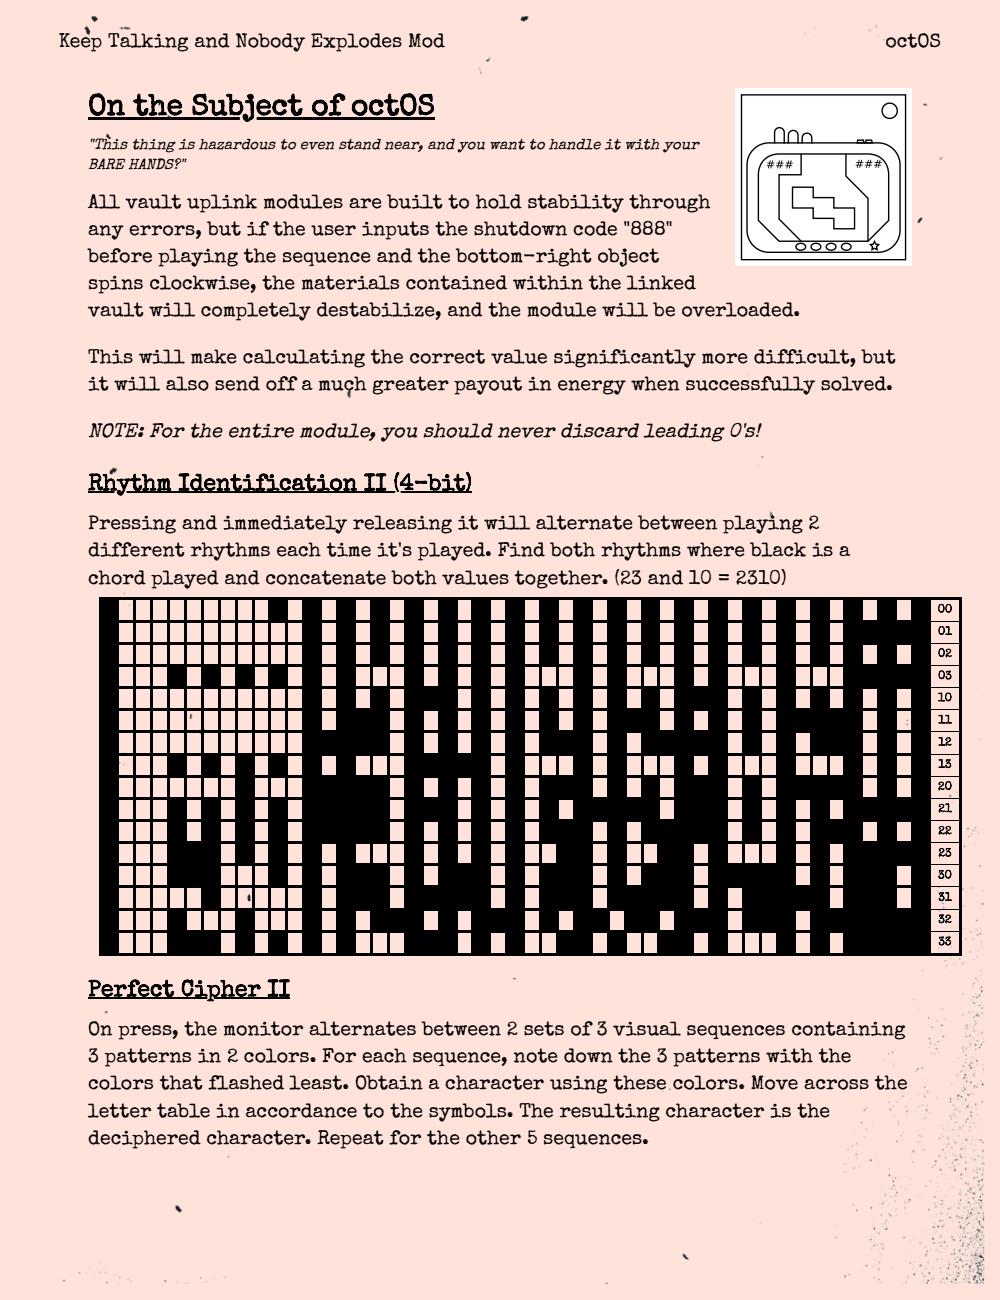 Keep Talking and Nobody Explodes Mod
octOS
On the Subject of octOS
"This thing is hazardous to even stand near, and you want to handle it with your
BARE HANDS?"
### ###
All vault uplink modules are built to hold stability through
any errors, but if the user inputs the shutdown code "888"
before playing the sequence and the bottom-right object
spins clockwise, the materials contained within the linked
vault will completely destabilize, and the module will be overloaded.
This will make calculating the correct value significantly more difficult, but
it will also send off a much greater payout in energy when successfully solved.
NOTE: For the entire module, you should never discard leading 0's!
Rhythm Identification II (4-bit)
Pressing and immediately releasing it will alternate between playing 2
different rhythms each time it's played. Find both rhythms where black is a
chord played and concatenate both values together. (23 and 10 = 2310)
00
01
02
03
10
11
12
13
20
21
22
23
30
31
32
33
Perfect Cipher II
On press, the monitor alternates between 2 sets of 3 visual sequences containing
3 patterns in 2 colors. For each sequence, note down the 3 patterns with the
colors that flashed least. Obtain a character using these colors. Move across the
letter table in accordance to the symbols. The resulting character is the
deciphered character. Repeat for the other 5 sequences.